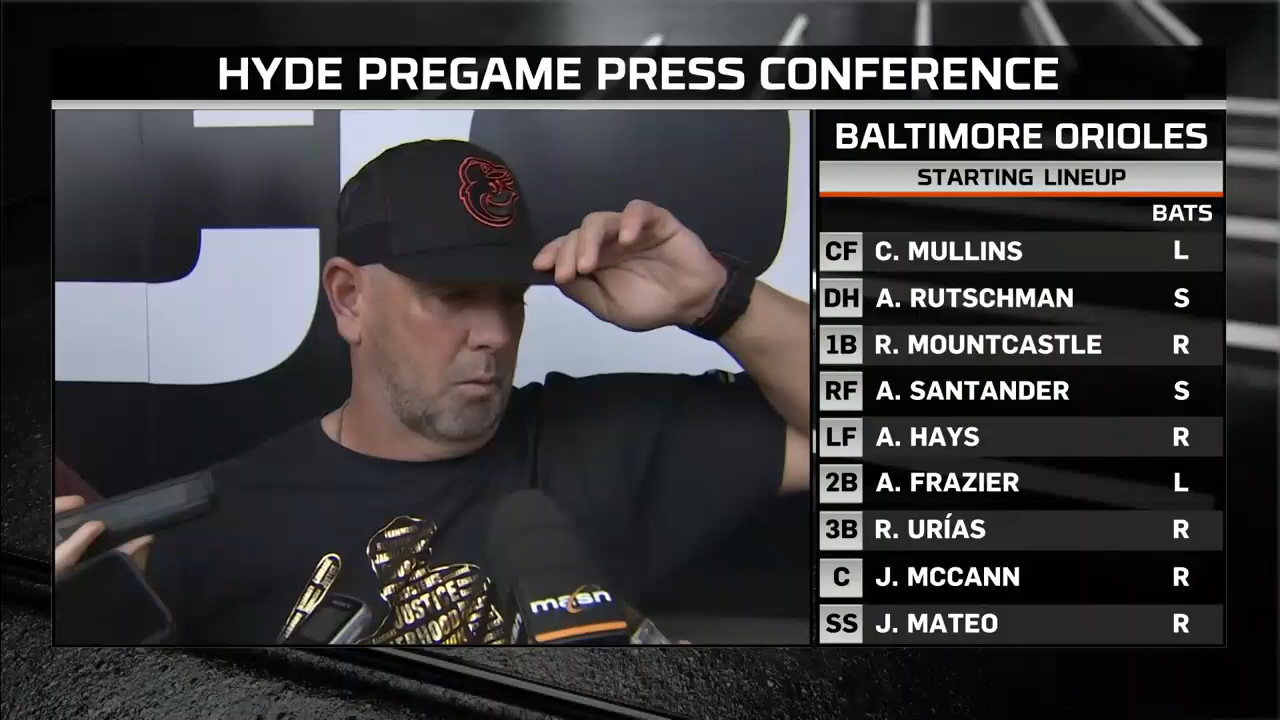 HYDE PREGAME PRESS CONFERENCE
BALTIMORE ORIOLES
STARTING LINEUP
BATS
CF C. MULLINS L
DH A. RUTSCHMAN S
1B R. MOUNTCASTLE R
RF A. SANTANDER S
LF A. HAYS R
2B A. FRAZIER L
3B R. URÍAS R
C J. MCCANN R
SS J. MATEO R
JUSTICE
masn